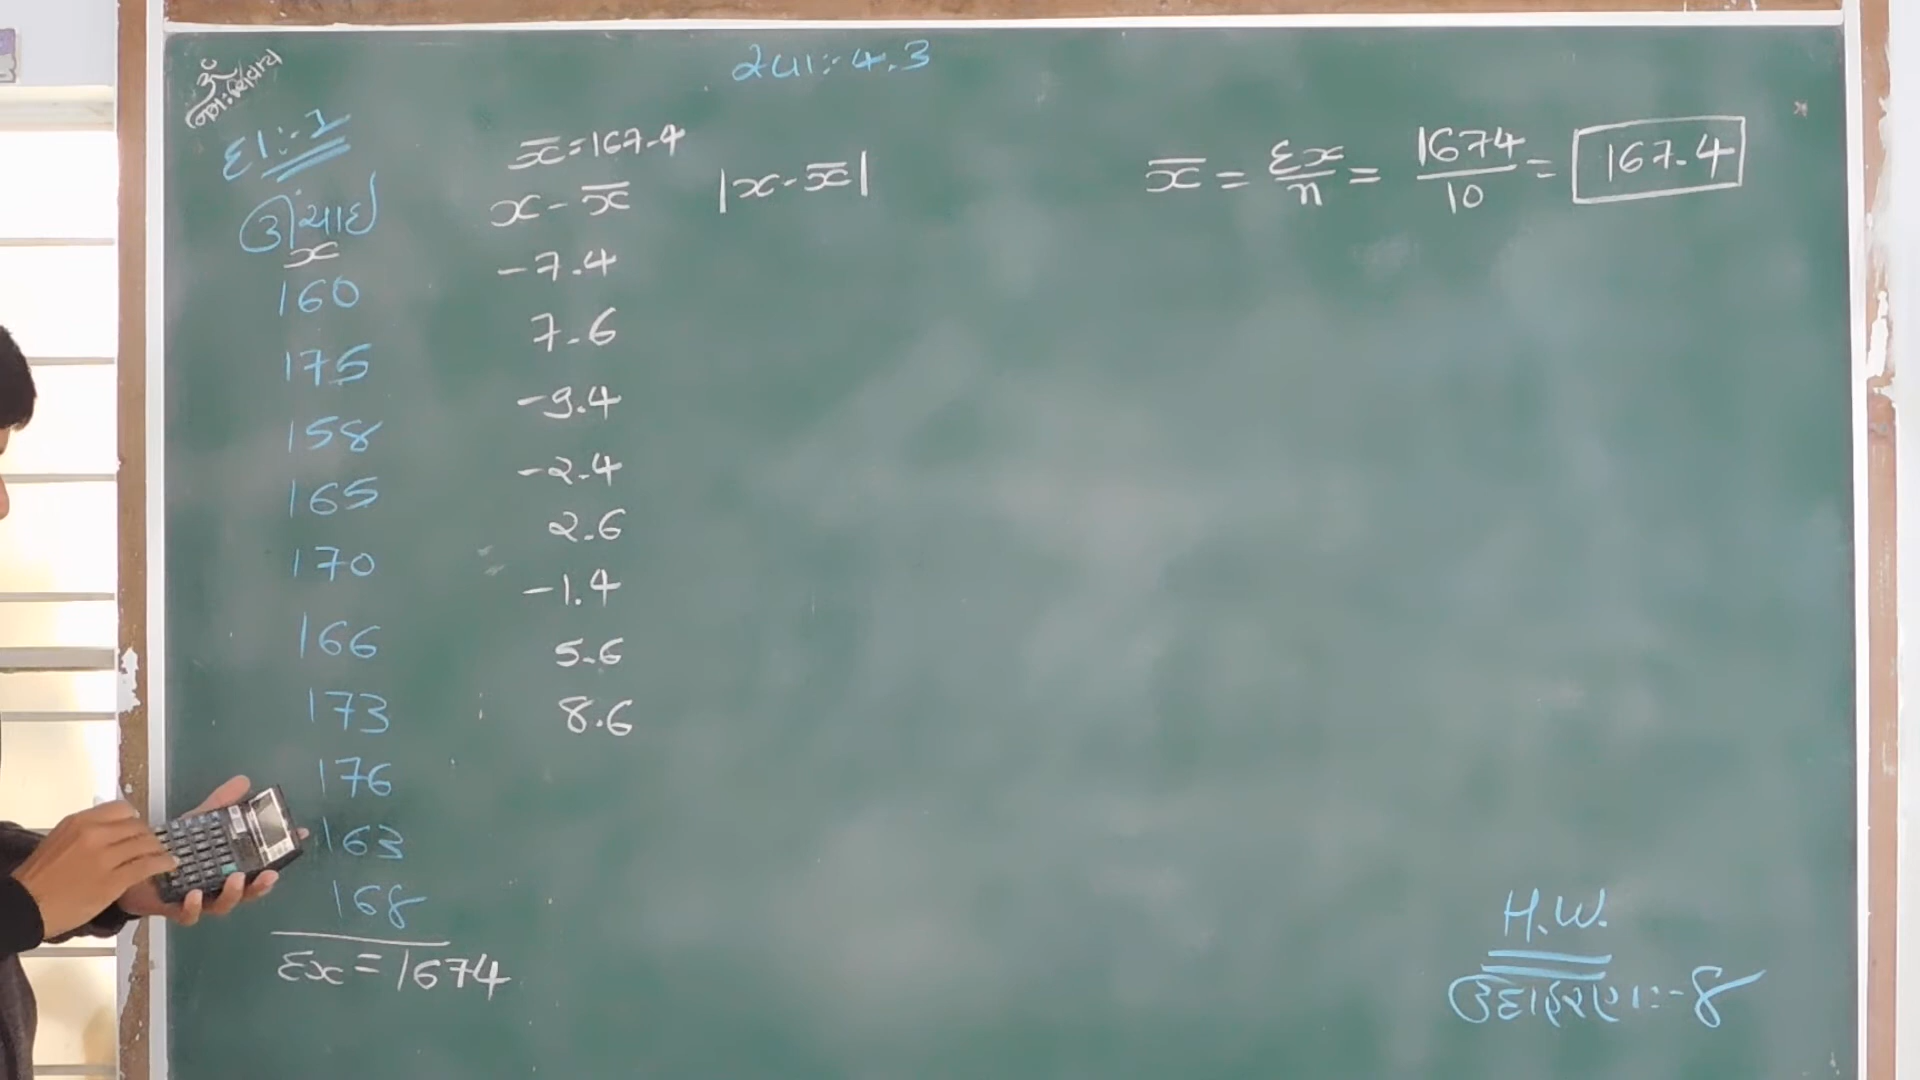 ॐ
નમઃશિવાય
સ્વાઃ-૪.૩
દાઃ-1
ઊંચાઇ
x
160
175
158
165
170
166
173
176
163
168
Σx = 1674
x̄ = 167.4
x - x̄
-7.4
7.6
-9.4
-2.4
2.6
-1.4
5.6
8.6
|x - x̄|
x̄ = Σx/n = 1674/10 = 167.4
H.W.
ઉદાહરણઃ-8